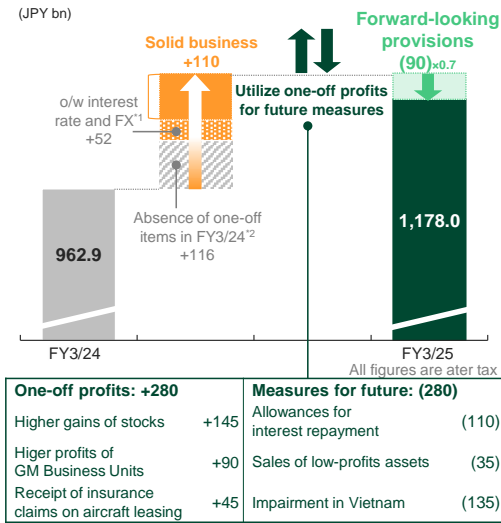 (JPY bn)
Solid business
+110
Forward-looking
provisions
(90)×0.7
o/w interest
rate and FX*1
+52
Utilize one-off profits
for future measures
Absence of one-off
items in FY3/24*2
+116
962.9
1,178.0
FY3/24
FY3/25
All figures are ater tax
One-off profits: +280
Higher gains of stocks +145
Higer profits of
GM Business Units +90
Receipt of insurance
claims on aircraft leasing +45
Measures for future: (280)
Allowances for
interest repayment (110)
Sales of low-profits assets (35)
Impairment in Vietnam (135)